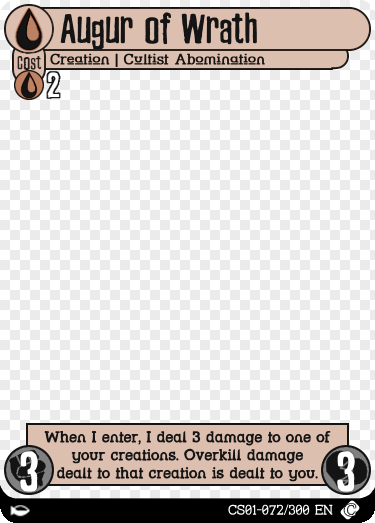 Augur of Wrath
Cost
Creation | Cultist Abomination
2
When I enter, I deal 3 damage to one of
your creations. Overkill damage
dealt to that creation is dealt to you.
3
3
CS01-072/300 EN